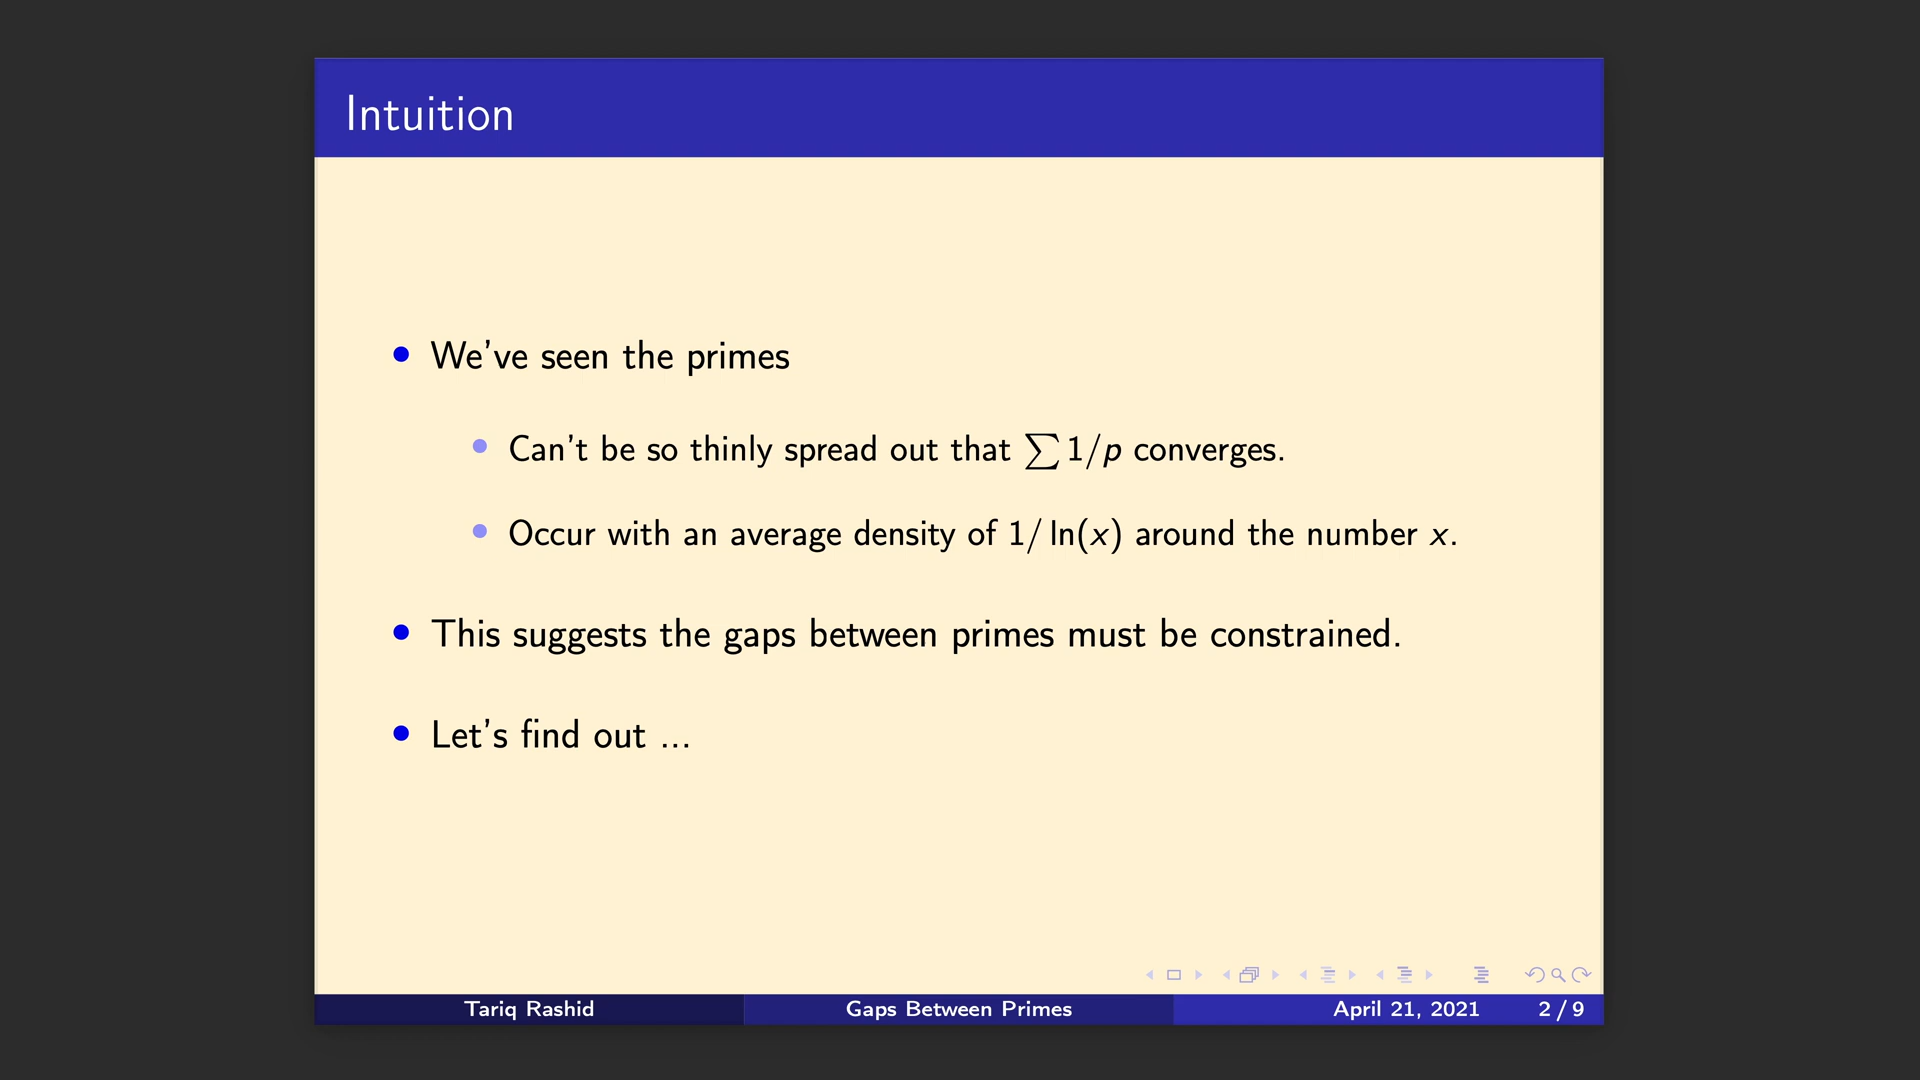 Intuition
We've seen the primes
Can't be so thinly spread out that ∑ 1/p converges.
Occur with an average density of 1/ ln(x) around the number x.
This suggests the gaps between primes must be constrained.
Let's find out ...
Tariq Rashid Gaps Between Primes April 21, 2021 2 / 9